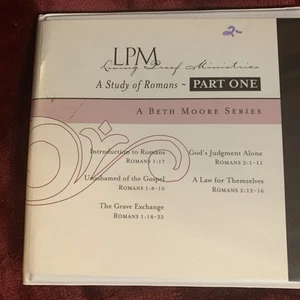 2-
LPM
Living Proof Ministries
A Study of Romans ~ PART ONE
A BETH MOORE SERIES
Introduction to Romans
ROMANS 1:17
Unashamed of the Gospel
ROMANS 1:8-16
The Grave Exchange
ROMANS 1:18-32
God's Judgment Alone
ROMANS 2:1-11
A Law for Themselves
ROMANS 2:12-16